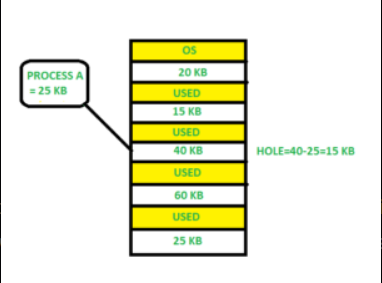 OS
20 KB
PROCESS A
= 25 KB
USED
15 KB
USED
40 KB
HOLE=40-25=15 KB
USED
60 KB
USED
25 KB